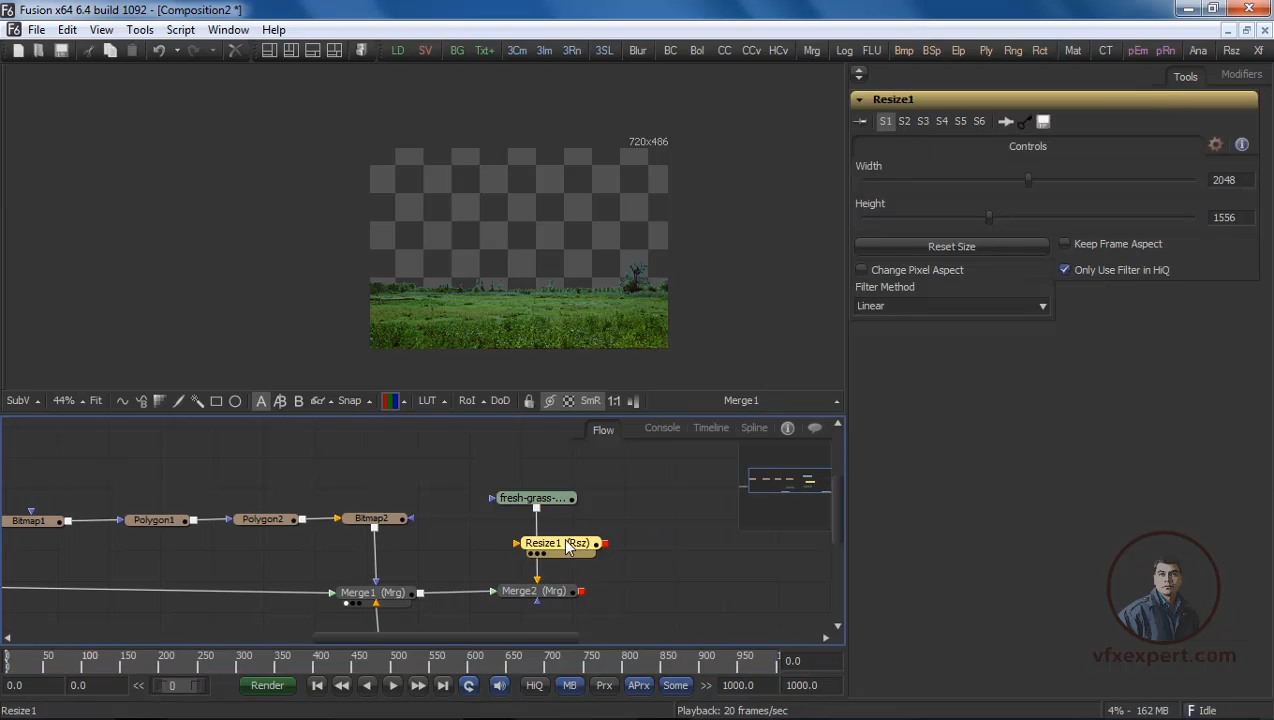 Fusion x64 6.4 build 1092 - [Composition2 *]
File Edit View Tools Script Window Help
LD SV BG Txt+ 3Cm 3Im 3Rn 3SL Blur BC Bol CC CCv HCv Mrg Log FLU Bmp BSp Elp Ply Rng Rct Mat CT pEm pRn Ana Rsz Xf
Tools Modifiers
Resize1
S1 S2 S3 S4 S5 S6
Controls
720x486
Width
2048
Height
1556
Reset Size
Keep Frame Aspect
Change Pixel Aspect
Only Use Filter in HiQ
Filter Method
Linear
SubV 44% Fit A B Snap LUT RoI DoD SmR 1:1 Merge1
Flow Console Timeline Spline
fresh-grass-...
Bitmap1 Polygon1 Polygon2 Bitmap2
Resize1 (Rsz)
Merge1 (Mrg) Merge2 (Mrg)
vfxexpert.com
50 100 150 200 250 300 350 400 450 500 550 600 650 700 750 800 850 900 950 1 0.0
0.0 0.0 << 0 Render HiQ MB Prx APrx Some >> 1000.0 1000.0
Resize1 Playback: 20 frames/sec 4% - 162 MB Idle